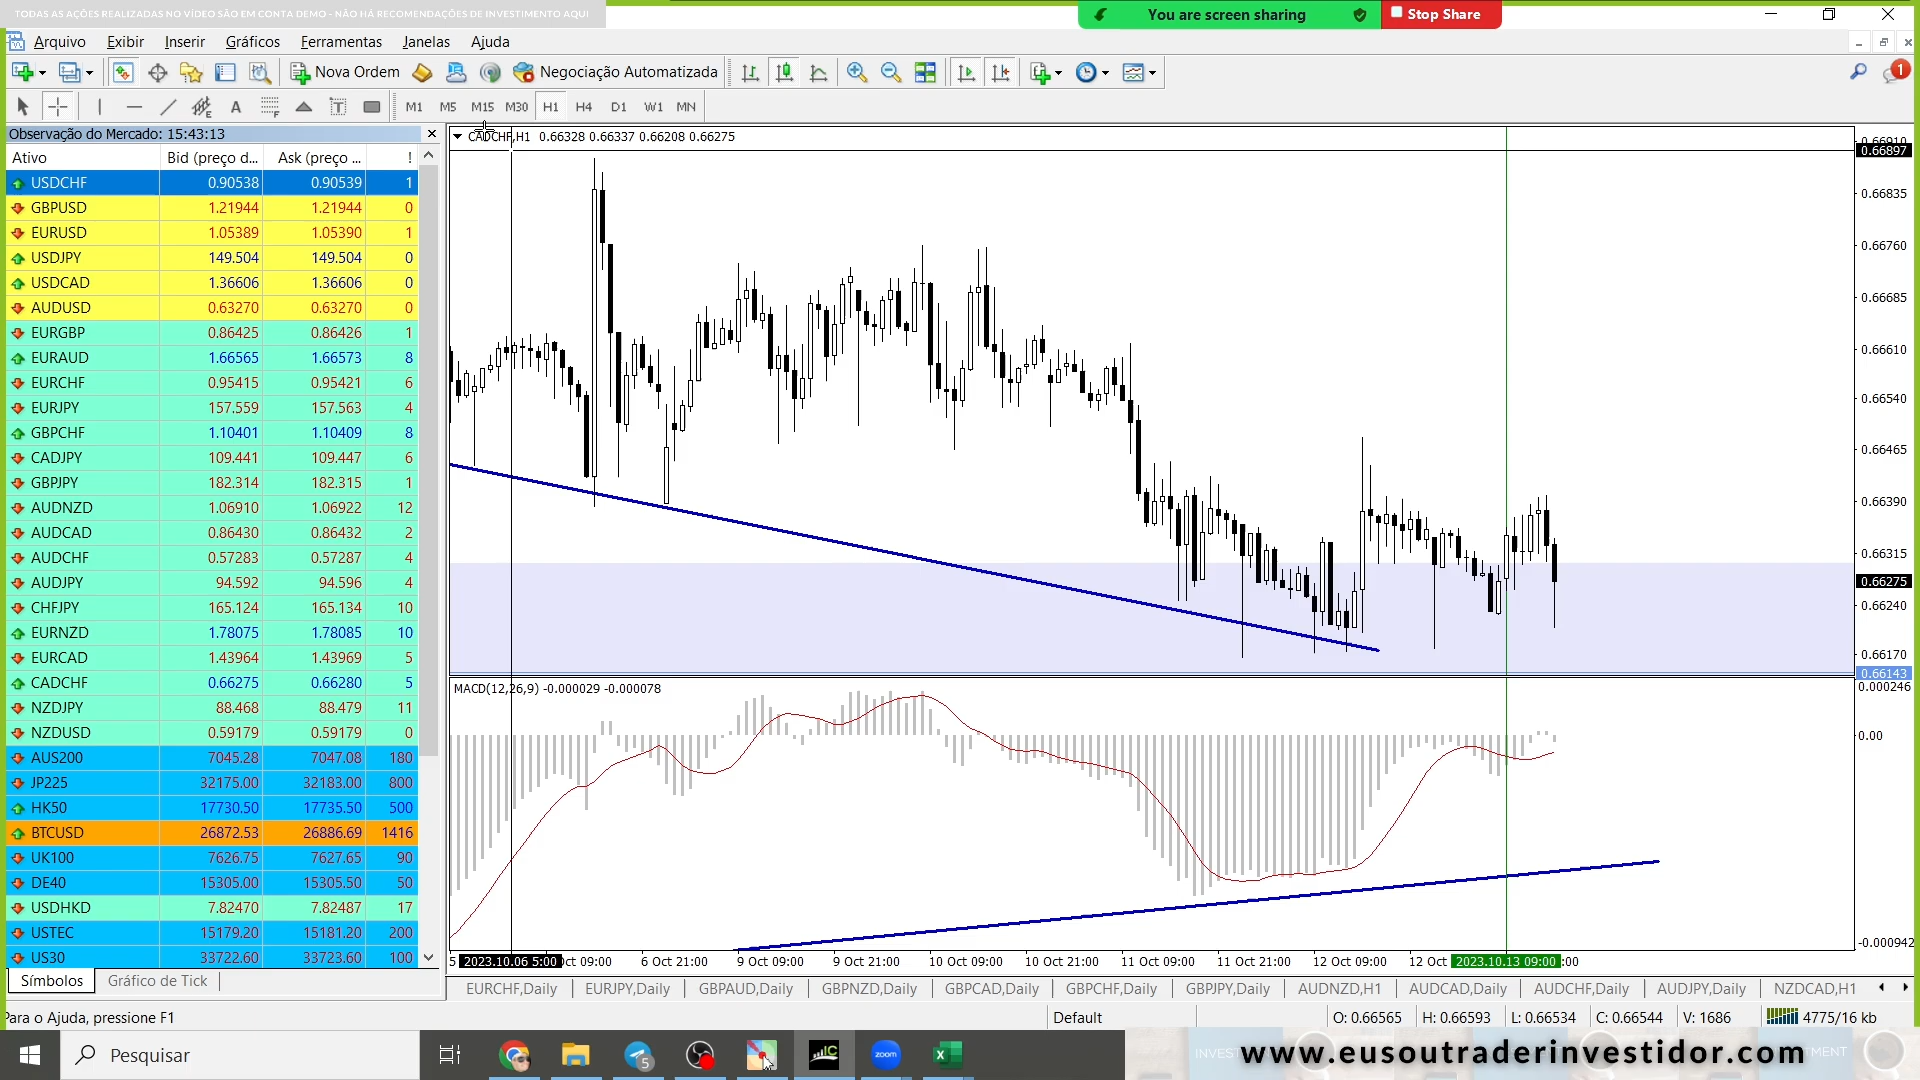 TODAS AS AÇÕES REALIZADAS NO VÍDEO SÃO EM CONTA DEMO - NÃO HÁ RECOMENDAÇÕES DE INVESTIMENTO AQUI
You are screen sharing
Stop Share
Arquivo Exibir Inserir Gráficos Ferramentas Janelas Ajuda
Nova Ordem Negociação Automatizada 1
A T M1 M5 M15 M30 H1 H4 D1 W1 MN
Observação do Mercado: 15:43:13
Ativo Bid (preço d... Ask (preço ... !
USDCHF 0.90538 0.90539 1
GBPUSD 1.21944 1.21944 0
EURUSD 1.05389 1.05390 1
USDJPY 149.504 149.504 0
USDCAD 1.36606 1.36606 0
AUDUSD 0.63270 0.63270 0
EURGBP 0.86425 0.86426 1
EURAUD 1.66565 1.66573 8
EURCHF 0.95415 0.95421 6
EURJPY 157.559 157.563 4
GBPCHF 1.10401 1.10409 8
CADJPY 109.441 109.447 6
GBPJPY 182.314 182.315 1
AUDNZD 1.06910 1.06922 12
AUDCAD 0.86430 0.86432 2
AUDCHF 0.57283 0.57287 4
AUDJPY 94.592 94.596 4
CHFJPY 165.124 165.134 10
EURNZD 1.78075 1.78085 10
EURCAD 1.43964 1.43969 5
CADCHF 0.66275 0.66280 5
NZDJPY 88.468 88.479 11
NZDUSD 0.59179 0.59179 0
AUS200 7045.28 7047.08 180
JP225 32175.00 32183.00 800
HK50 17730.50 17735.50 500
BTCUSD 26872.53 26886.69 1416
UK100 7626.75 7627.65 90
DE40 15305.00 15305.50 50
USDHKD 7.82470 7.82487 17
USTEC 15179.20 15181.20 200
US30 33722.60 33723.60 100
Símbolos Gráfico de Tick
CADCHF,H1 0.66328 0.66337 0.66208 0.66275
0.66910
0.66897
0.66835
0.66760
0.66685
0.66610
0.66540
0.66465
0.66390
0.66315
0.66275
0.66240
0.66170
0.66143
MACD(12,26,9) -0.000029 -0.000078
0.000246
0.00
-0.000942
5 2023.10.06 5:00 Oct 09:00 6 Oct 21:00 9 Oct 09:00 9 Oct 21:00 10 Oct 09:00 10 Oct 21:00 11 Oct 09:00 11 Oct 21:00 12 Oct 09:00 12 Oct 2023.10.13 09:00 :00
EURCHF,Daily EURJPY,Daily GBPAUD,Daily GBPNZD,Daily GBPCAD,Daily GBPCHF,Daily GBPJPY,Daily AUDNZD,H1 AUDCAD,Daily AUDCHF,Daily AUDJPY,Daily NZDCAD,H1
Para o Ajuda, pressione F1 Default O: 0.66565 H: 0.66593 L: 0.66534 C: 0.66544 V: 1686 4775/16 kb
Pesquisar 5 IC zoom
www.eusoutraderinvestidor.com